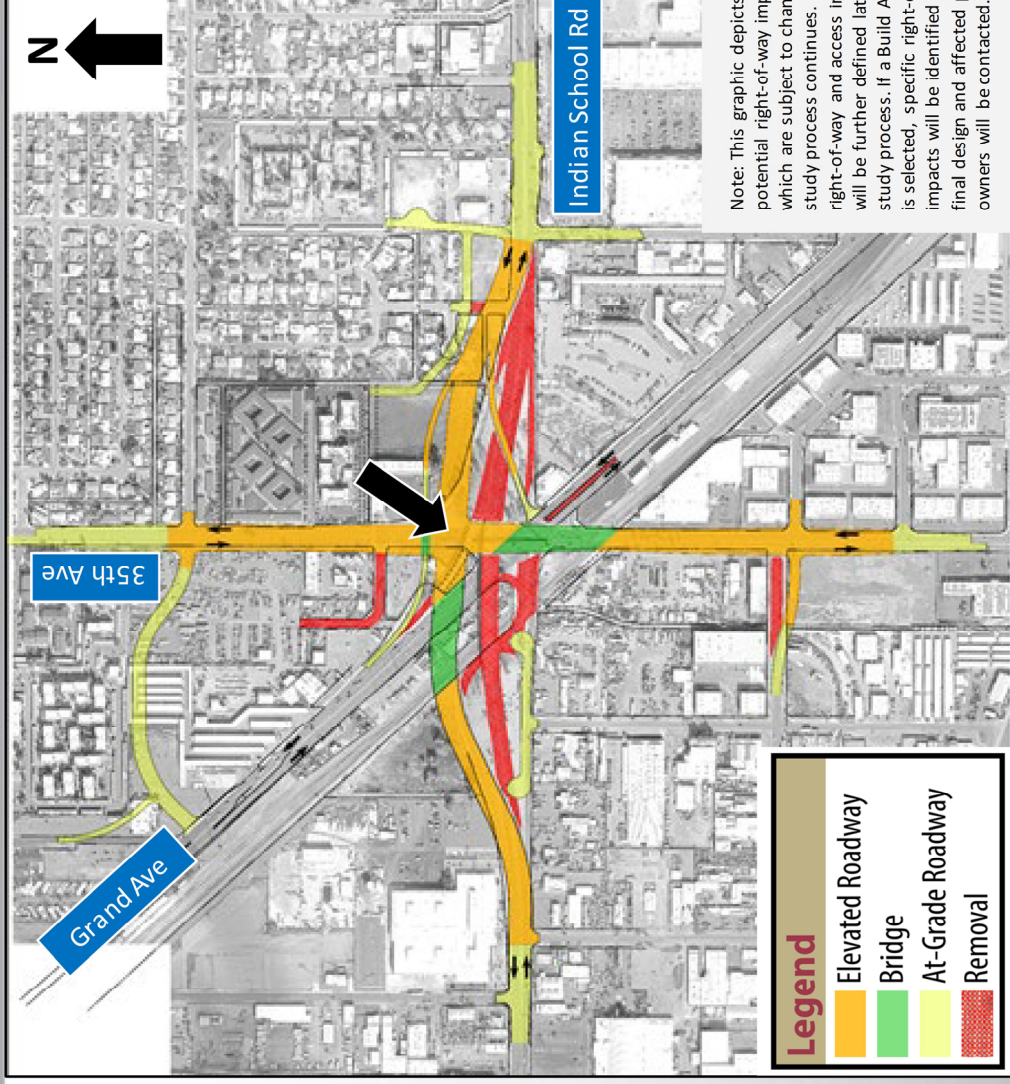 N
Indian School Rd
35th Ave
Grand Ave
Note: This graphic depicts
potential right-of-way imp
which are subject to chan
study process continues.
right-of-way and access in
will be further defined lat
study process. If a Build A
is selected, specific right-o
impacts will be identified
final design and affected
owners will be contacted.
Legend
Elevated Roadway
Bridge
At-Grade Roadway
Removal